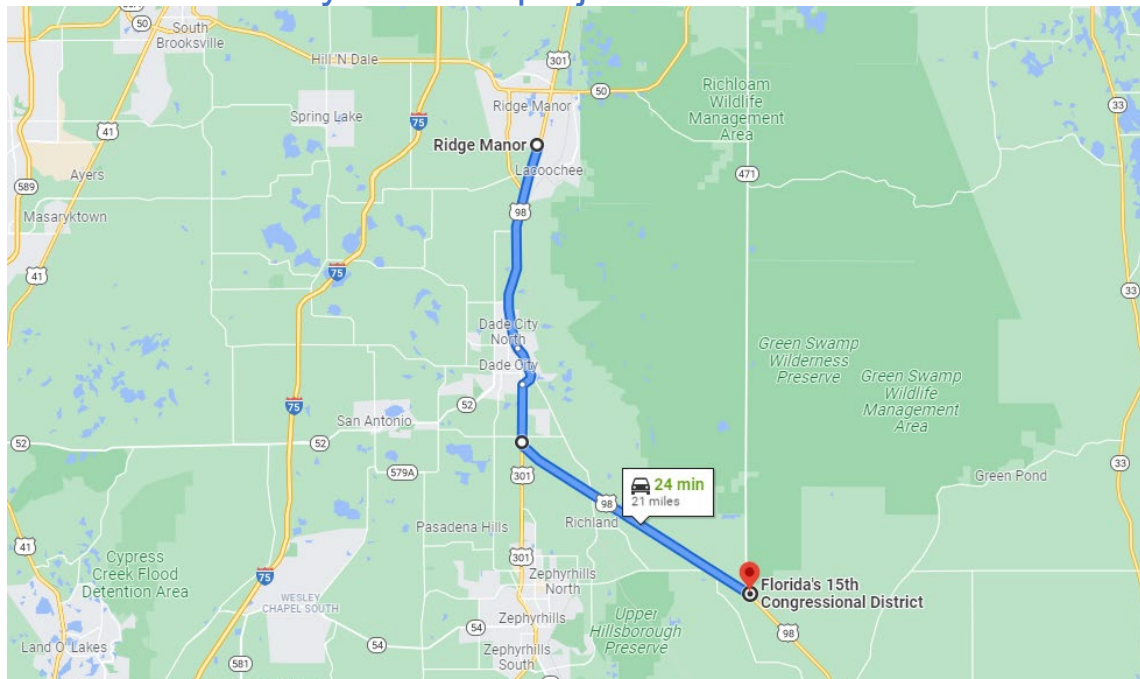 South
Brooksville
Hill 'N Dale
301
50
50
Ridge Manor
Richloam
Wildlife
Management
Area
33
Spring Lake
75
41
Ridge Manor
Lacoochee
471
589
Ayers
Masaryktown
98
41
75
33
Dade City
North
Dade City
Green Swamp
Wilderness
Preserve
Green Swamp
Wildlife
Management
Area
52
75
San Antonio
52
52
579A
301
33
Green Pond
24 min
21 miles
98
Richland
Pasadena Hills
41
Cypress
Creek Flood
Detention Area
301
75
Zephyrhills
North
Florida's 15th
Congressional District
WESLEY
CHAPEL SOUTH
Zephyrhills
Upper
Hillsborough
Preserve
54
98
Land O' Lakes
581
54
Zephyrhills
South